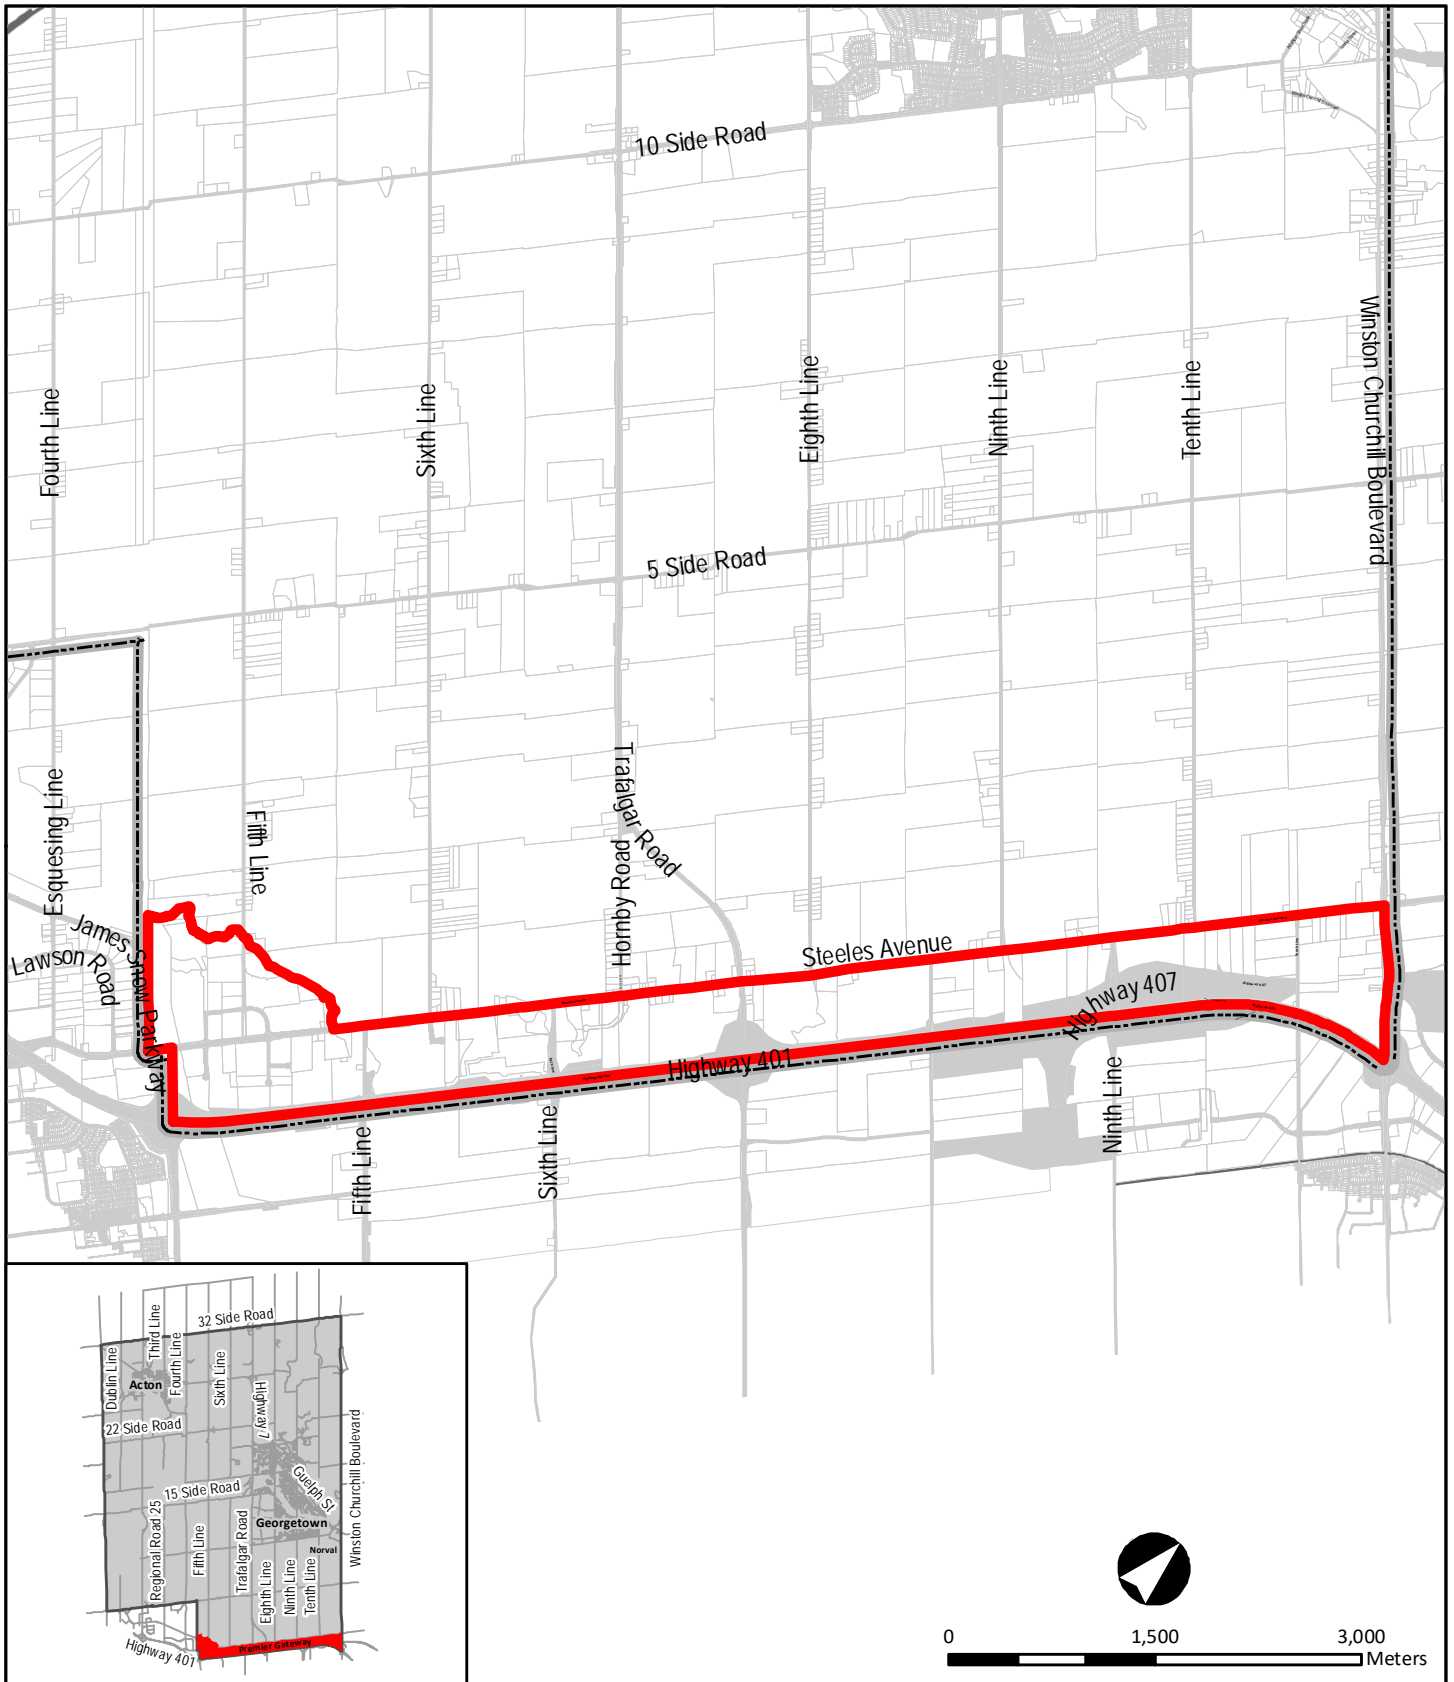 10 Side Road
Winston Churchill Boulevard
Fourth Line
Sixth Line
Eighth Line
Ninth Line
Tenth Line
5 Side Road
Esquesing Line
Fifth Line
Trafalgar Road
Hornby Road
James Snow Parkway
Lawson Road
Steeles Avenue
Highway 407
Highway 401
Ninth Line
Sixth Line
Fifth Line
32 Side Road
Third Line
Fourth Line
Dublin Line
Acton
Sixth Line
Highway 7
22 Side Road
Winston Churchill Boulevard
15 Side Road
Guelph St
Georgetown
Regional Road 25
Fifth Line
Trafalgar Road
Norval
Eighth Line
Ninth Line
Tenth Line
Premier Gateway
Highway 401
0 1,500 3,000
Meters